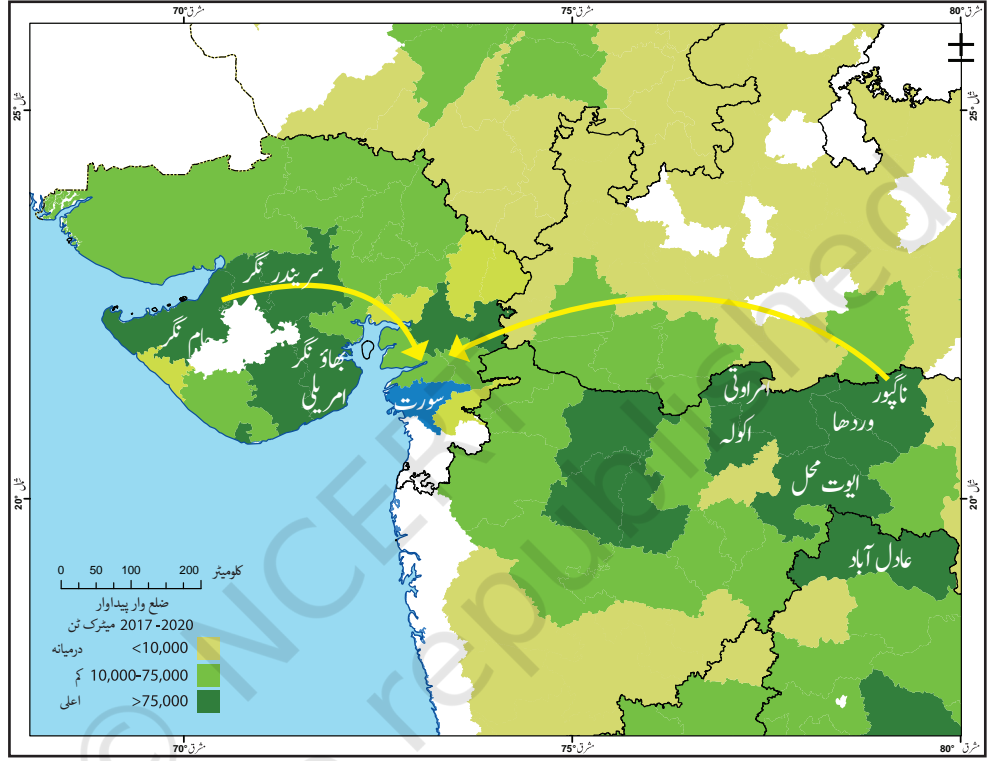 70° مشرق
75° مشرق
80° مشرق
25° شمال
25° شمال
سریندر نگر
جام نگر
بھاؤ نگر
امریلی
سورت
امراوتی
اکولہ
ناگپور
وردھا
ایوت محل
عادل آباد
20° شمال
20° شمال
0 50 100 200 کلومیٹر
ضلع وار پیداوار
2017-2020 میٹرک ٹن
<10,000 درمیانہ
10,000-75,000 کم
>75,000 اعلی
70° مشرق
75° مشرق
80° مشرق
© NCERT
republished